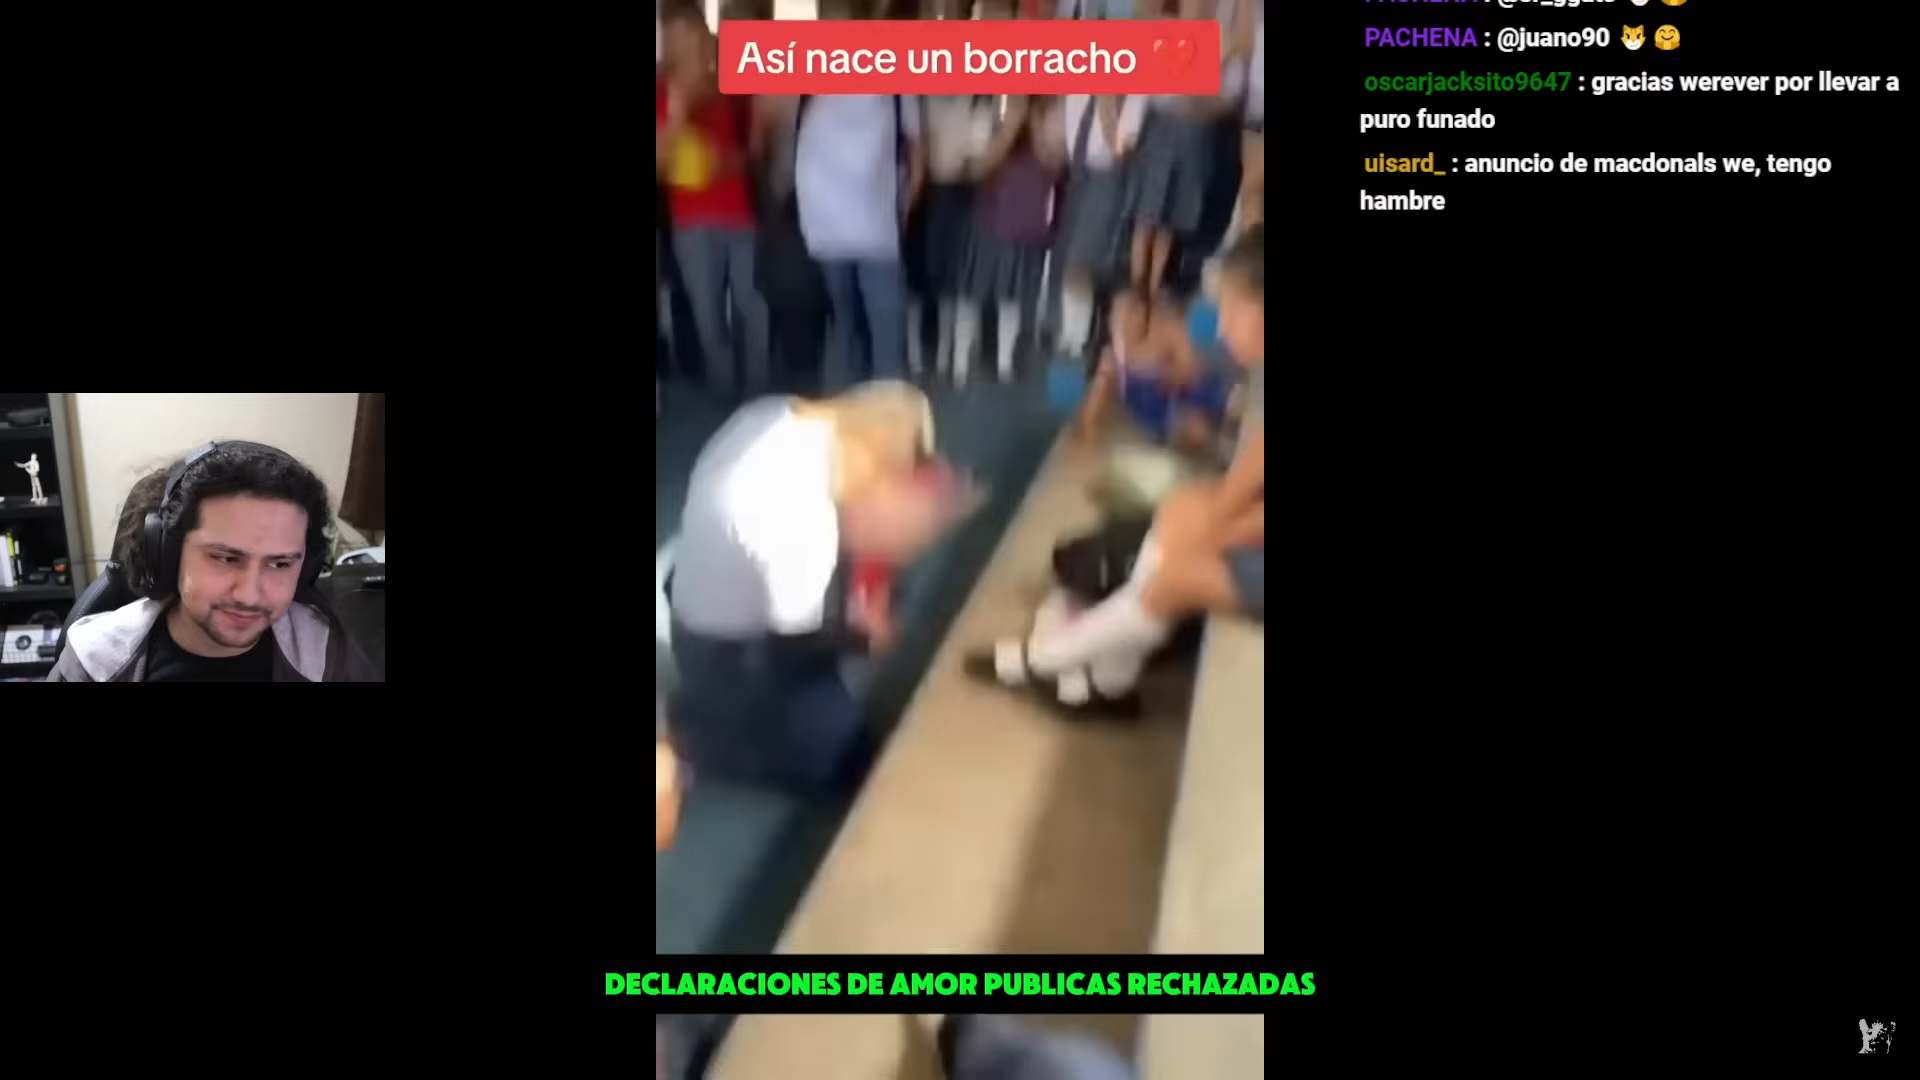 Así nace un borracho
PACHENA : @juano90
oscarjacksito9647 : gracias werever por llevar a
puro funado
uisard_ : anuncio de macdonals we, tengo
hambre
DECLARACIONES DE AMOR PUBLICAS RECHAZADAS